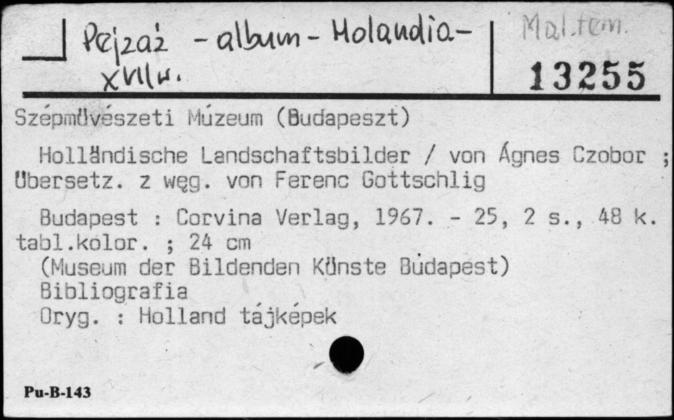 Pejzaż - album - Holandia -
XVII w.
Mal. tem.
13255
Szépmüvészeti Múzeum (Budapeszt)
Holländische Landschaftsbilder / von Ágnes Czobor ;
Übersetz. z węg. von Ferenc Gottschlig
Budapest : Corvina Verlag, 1967. - 25, 2 s., 48 k.
tabl.kolor. ; 24 cm
(Museum der Bildenden Künste Budapest)
Bibliografia
Oryg. : Holland tájképek
Pu-B-143